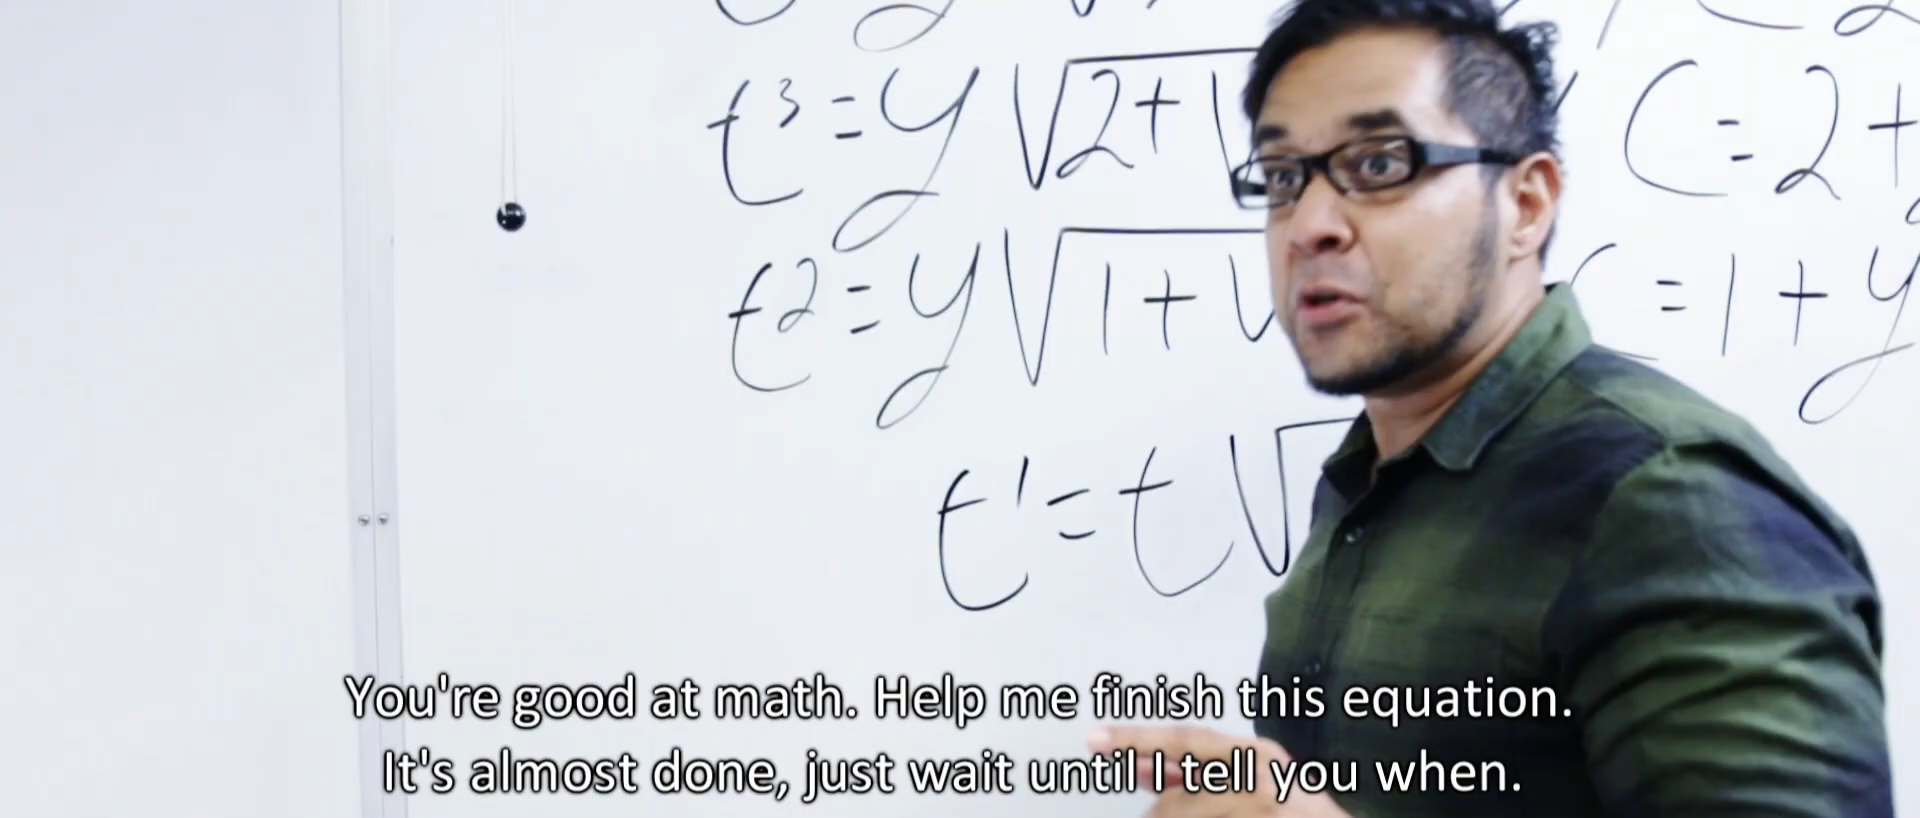 t3 = y √2 + √
C = 2 +
t2 = y √1 + √
= 1 + y
t' = t √
You're good at math. Help me finish this equation.
It's almost done, just wait until I tell you when.